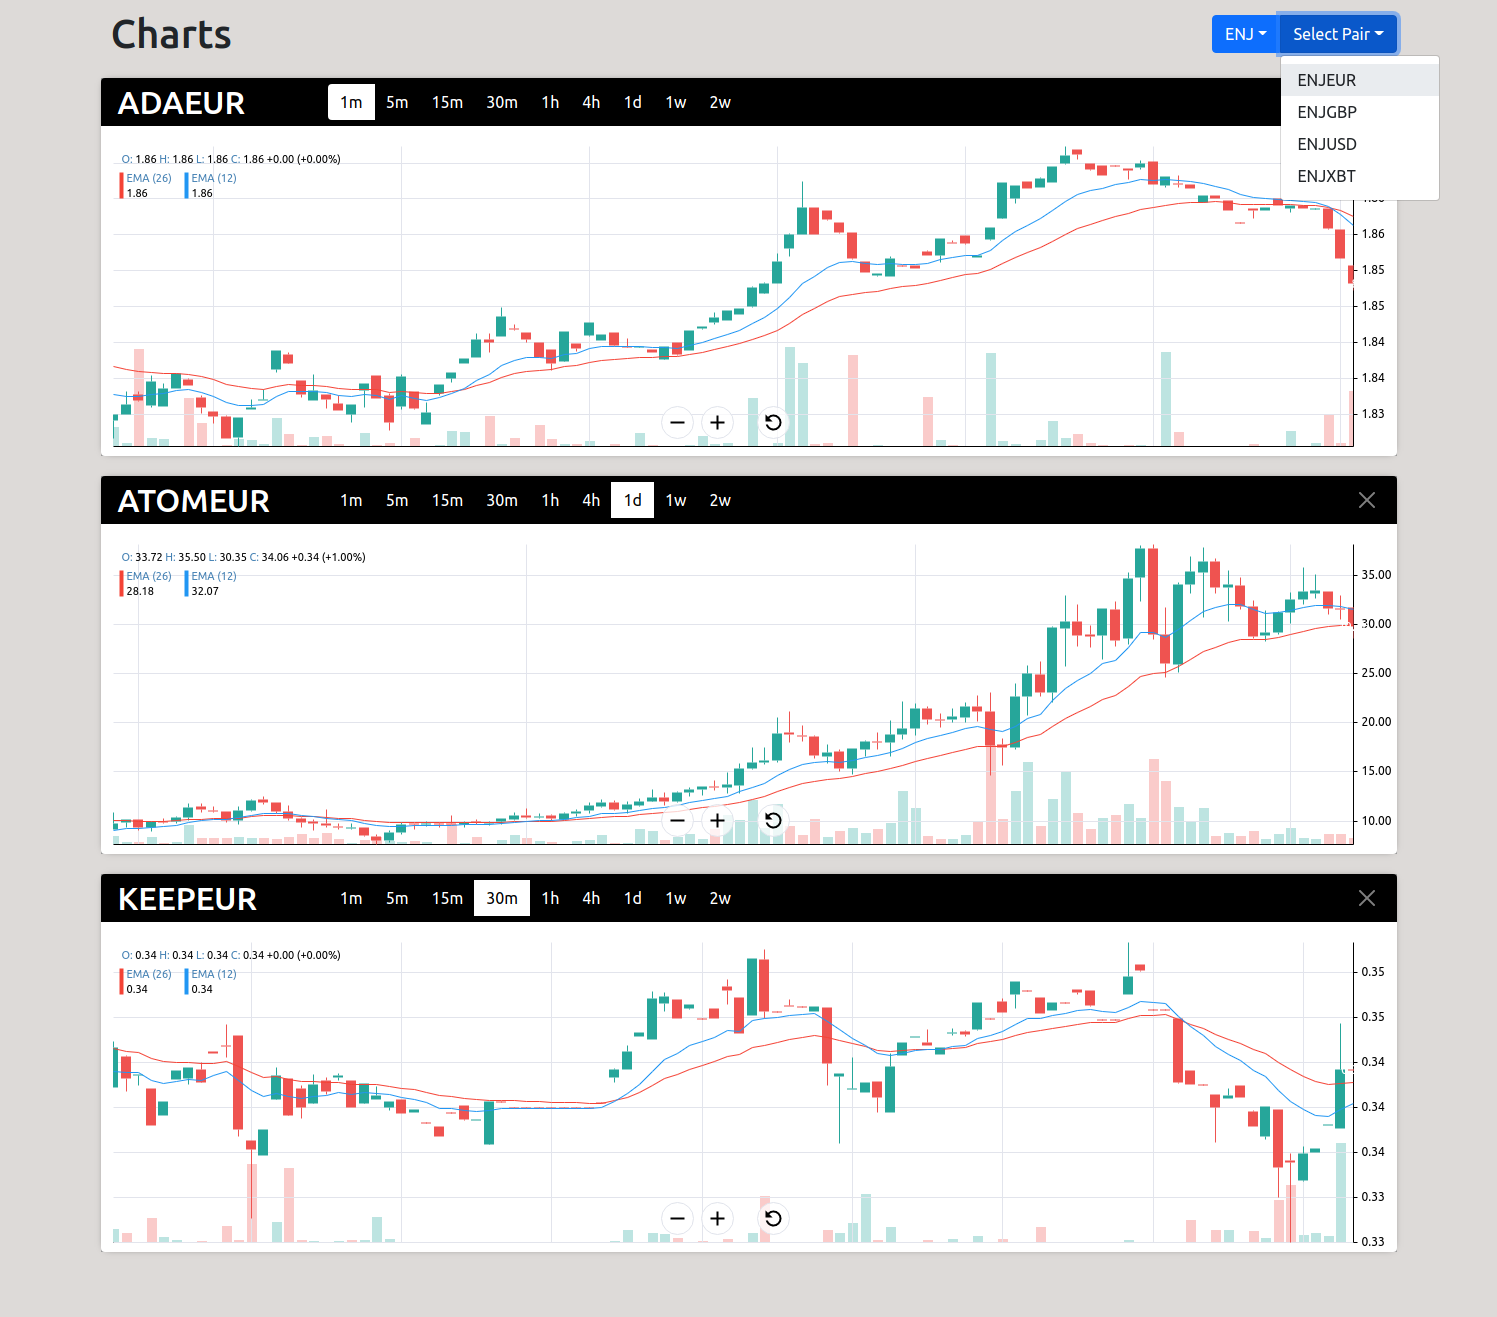 Charts
ENJ
Select Pair
ENJEUR
ENJGBP
ENJUSD
ENJXBT
ADAEUR
1m 5m 15m 30m 1h 4h 1d 1w 2w
O: 1.86 H: 1.86 L: 1.86 C: 1.86 +0.00 (+0.00%)
EMA (26) EMA (12)
1.86 1.86
1.86
1.85
1.85
1.84
1.84
1.83
ATOMEUR
1m 5m 15m 30m 1h 4h 1d 1w 2w
O: 33.72 H: 35.50 L: 30.35 C: 34.06 +0.34 (+1.00%)
EMA (26) EMA (12)
28.18 32.07
35.00
30.00
25.00
20.00
15.00
10.00
KEEPEUR
1m 5m 15m 30m 1h 4h 1d 1w 2w
O: 0.34 H: 0.34 L: 0.34 C: 0.34 +0.00 (+0.00%)
EMA (26) EMA (12)
0.34 0.34
0.35
0.35
0.34
0.34
0.34
0.33
0.33